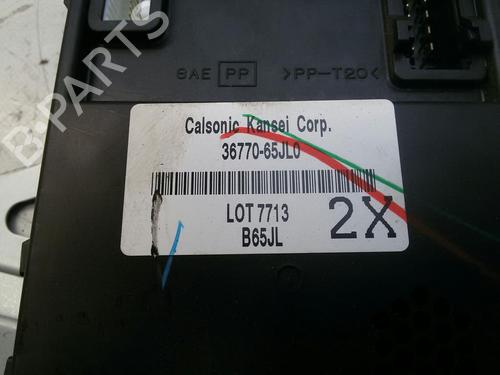 SAE PP >PP-T20<
Calsonic Kansei Corp.
36770-65JL0
LOT 7713
B65JL
2X
B-PARTS